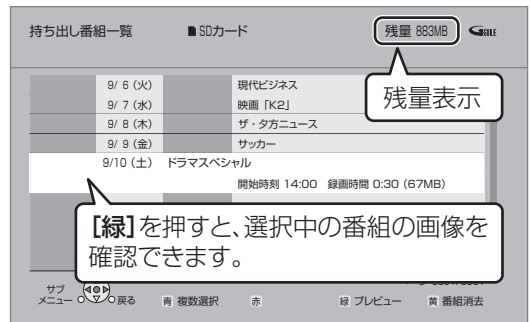 持ち出し番組一覧 ■ SDカード 残量 883MB GUIDE
残量表示
9/ 6 (火) 現代ビジネス
9/ 7 (水) 映画「K2」
9/ 8 (木) ザ・夕方ニュース
9/ 9 (金) サッカー
9/10 (土) ドラマスペシャル
開始時刻 14:00 録画時間 0:30 (67MB)
[緑]を押すと、選択中の番組の画像を
確認できます。
サブ
メニュー 戻る 青 複数選択 赤 緑 プレビュー 黄 番組消去